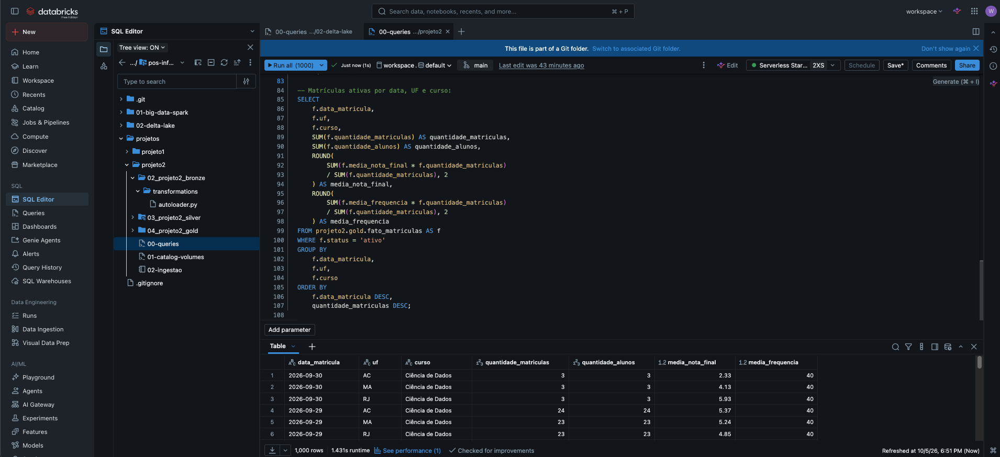 databricks
Free Edition
Search data, notebooks, recents, and more...
⌘ + P
workspace
W
New
Home
Learn
Workspace
Recents
Catalog
Jobs & Pipelines
Compute
Discover
Marketplace
SQL
SQL Editor
Queries
Dashboards
Genie Agents
Alerts
Query History
SQL Warehouses
Data Engineering
Runs
Data Ingestion
Visual Data Prep
AI/ML
Playground
Agents
AI Gateway
Experiments
Features
Models
SQL Editor
Tree view: ON
.../ pos-inf...
Type to search
.git
01-big-data-spark
02-delta-lake
projetos
projeto1
projeto2
02_projeto2_bronze
transformations
autoloader.py
03_projeto2_silver
04_projeto2_gold
00-queries
01-catalog-volumes
02-ingestao
.gitignore
00-queries .../02-delta-lake
00-queries .../projeto2
This file is part of a Git folder. Switch to associated Git folder.
Don't show again
Run all (1000)
Just now (1s)
workspace . default
main
Last edit was 43 minutes ago
Edit
Serverless Star... 2XS
Schedule
Save*
Comments
Share
Generate (⌘ + I)
83
84 -- Matrículas ativas por data, UF e curso:
85 SELECT
86 f.data_matricula,
87 f.uf,
88 f.curso,
89 SUM(f.quantidade_matriculas) AS quantidade_matriculas,
90 SUM(f.quantidade_alunos) AS quantidade_alunos,
91 ROUND(
92 SUM(f.media_nota_final * f.quantidade_matriculas)
93 / SUM(f.quantidade_matriculas), 2
94 ) AS media_nota_final,
95 ROUND(
96 SUM(f.media_frequencia * f.quantidade_matriculas)
97 / SUM(f.quantidade_matriculas), 2
98 ) AS media_frequencia
99 FROM projeto2.gold.fato_matriculas AS f
100 WHERE f.status = 'ativo'
101 GROUP BY
102 f.data_matricula,
103 f.uf,
104 f.curso
105 ORDER BY
106 f.data_matricula DESC,
107 quantidade_matriculas DESC;
108
Add parameter
Table
data_matricula uf curso quantidade_matriculas quantidade_alunos 1.2 media_nota_final 1.2 media_frequencia
1 2026-09-30 AC Ciência de Dados 3 3 2.33 40
2 2026-09-30 MA Ciência de Dados 3 3 4.13 40
3 2026-09-30 RJ Ciência de Dados 3 3 5.93 40
4 2026-09-29 AC Ciência de Dados 24 24 5.37 40
5 2026-09-29 MA Ciência de Dados 23 23 5.24 40
6 2026-09-29 RJ Ciência de Dados 23 23 4.85 40
1,000 rows
1.431s runtime
See performance (1)
Checked for improvements
Refreshed at 10/5/26, 6:51 PM (Now)